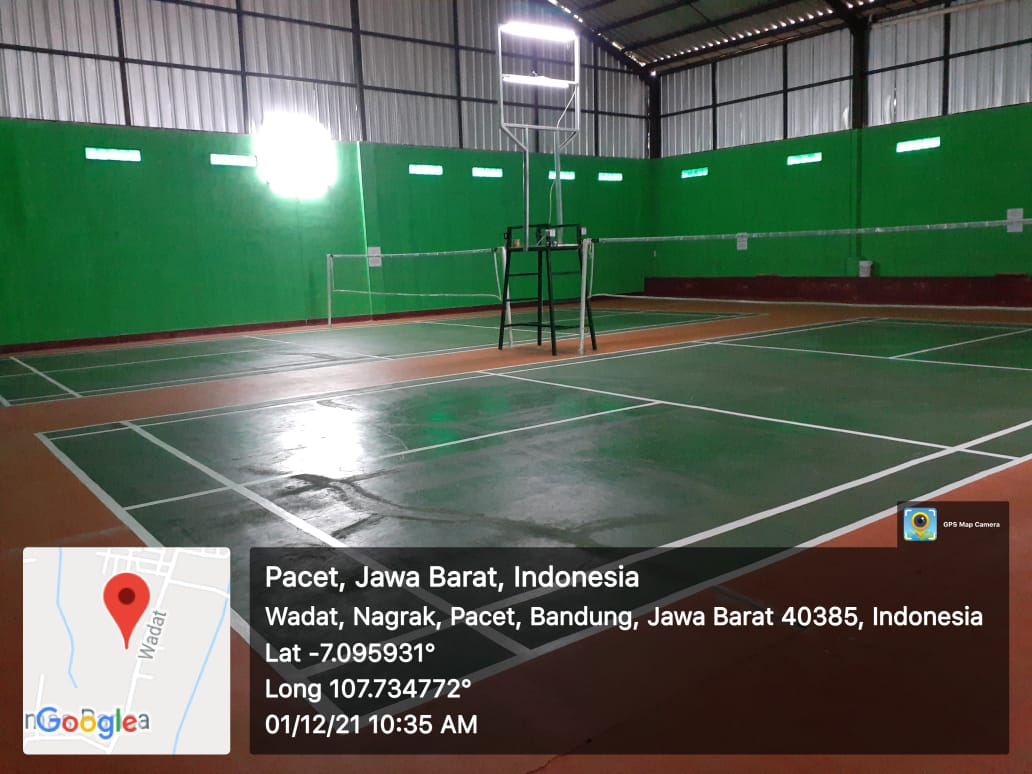 GPS Map Camera
Pacet, Jawa Barat, Indonesia
Wadat, Nagrak, Pacet, Bandung, Jawa Barat 40385, Indonesia
Lat -7.095931°
Long 107.734772°
01/12/21 10:35 AM
Wadat
Google